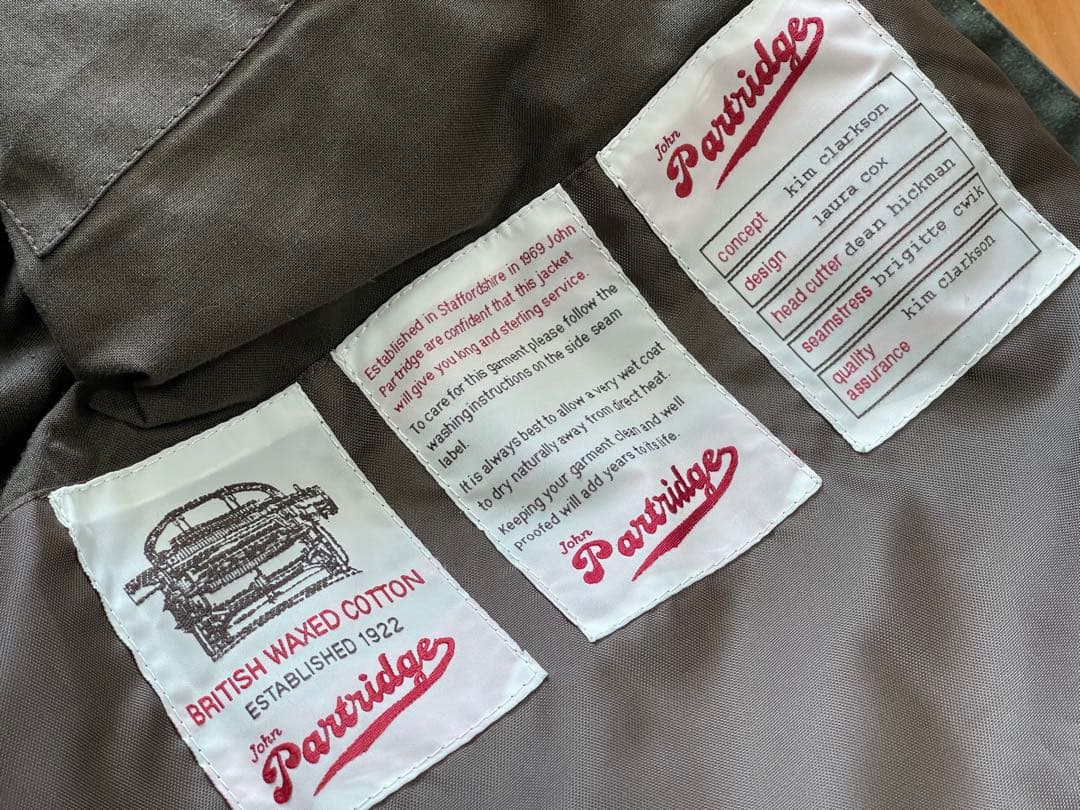 BRITISH WAXED COTTON
ESTABLISHED 1922
John
Partridge
Established in Staffordshire in 1969 John
Partridge are confident that this jacket
will give you long and sterling service.
To care for this garment please follow the
washing instructions on the side seam
label.
It is always best to allow a very wet coat
to dry naturally away from direct heat.
Keeping your garment clean and well
proofed will add years to its life.
John
Partridge
John
Partridge
concept kim clarkson
design laura cox
head cutter dean hickman
seamstress brigitte cwik
quality
assurance kim clarkson